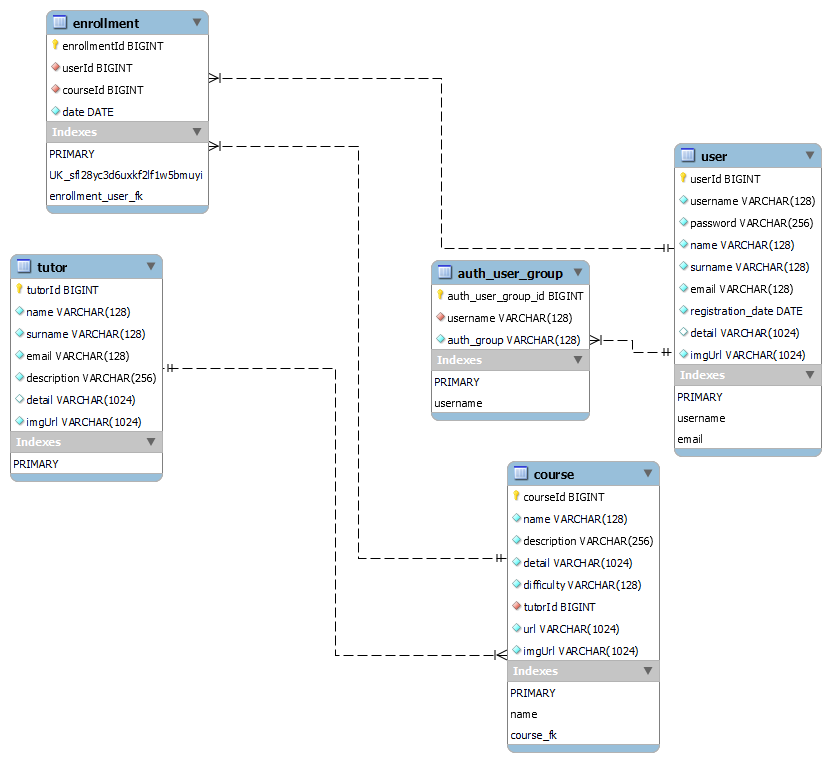 enrollment
enrollmentId BIGINT
userId BIGINT
courseId BIGINT
date DATE
Indexes
PRIMARY
UK_sfl28yc3d6uxkf2lf1w5bmuyi
enrollment_user_fk
tutor
tutorId BIGINT
name VARCHAR(128)
surname VARCHAR(128)
email VARCHAR(128)
description VARCHAR(256)
detail VARCHAR(1024)
imgUrl VARCHAR(1024)
Indexes
PRIMARY
auth_user_group
auth_user_group_id BIGINT
username VARCHAR(128)
auth_group VARCHAR(128)
Indexes
PRIMARY
username
user
userId BIGINT
username VARCHAR(128)
password VARCHAR(256)
name VARCHAR(128)
surname VARCHAR(128)
email VARCHAR(128)
registration_date DATE
detail VARCHAR(1024)
imgUrl VARCHAR(1024)
Indexes
PRIMARY
username
email
course
courseId BIGINT
name VARCHAR(128)
description VARCHAR(256)
detail VARCHAR(1024)
difficulty VARCHAR(128)
tutorId BIGINT
url VARCHAR(1024)
imgUrl VARCHAR(1024)
Indexes
PRIMARY
name
course_fk